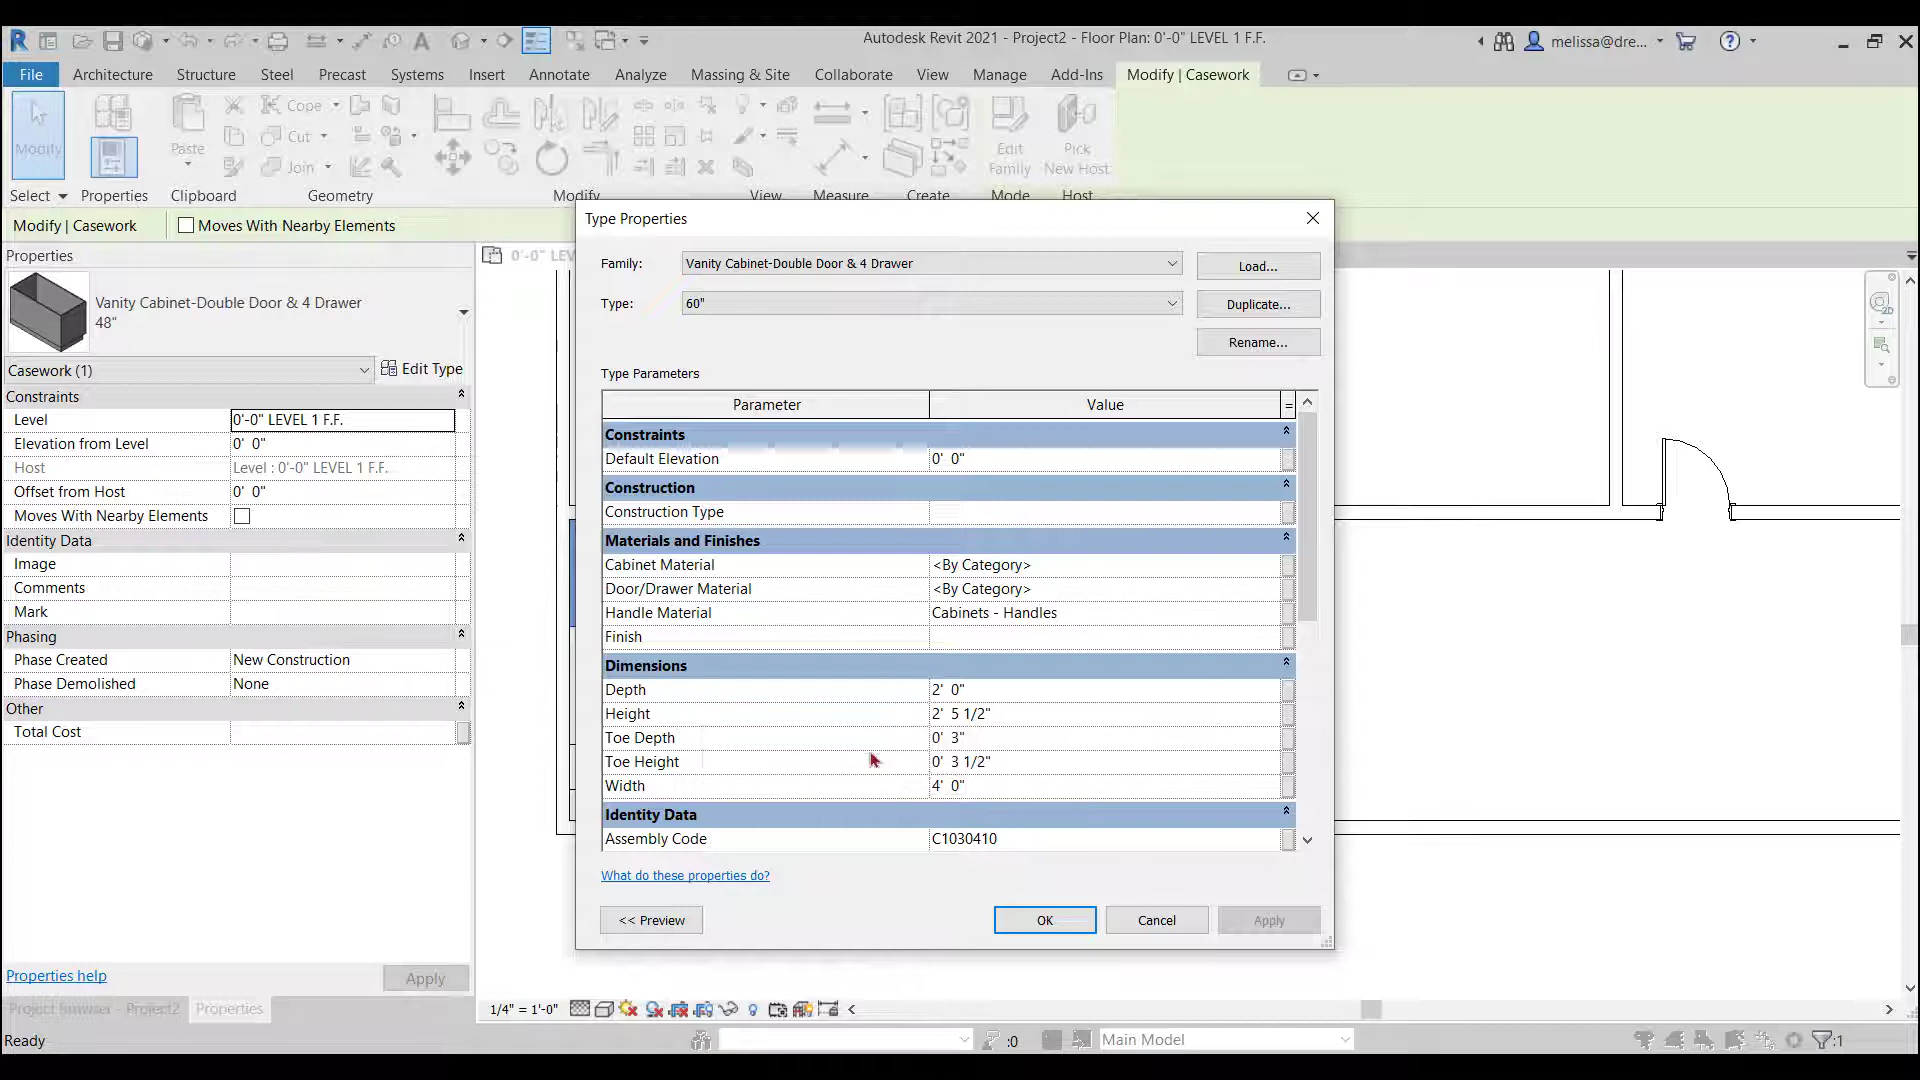 Autodesk Revit 2021 - Project2 - Floor Plan: 0'-0" LEVEL 1 F.F.
melissa@dre...
File Architecture Structure Steel Precast Systems Insert Annotate Analyze Massing & Site Collaborate View Manage Add-Ins Modify | Casework
Modify
Paste
Cope
Cut
Join
Edit Family
Pick New Host
Select Properties Clipboard Geometry Modify View Measure Create Mode Host
Modify | Casework
Moves With Nearby Elements
Properties
Vanity Cabinet-Double Door & 4 Drawer
48"
Casework (1)
Edit Type
Constraints
Level 0'-0" LEVEL 1 F.F.
Elevation from Level 0' 0"
Host Level : 0'-0" LEVEL 1 F.F.
Offset from Host 0' 0"
Moves With Nearby Elements
Identity Data
Image
Comments
Mark
Phasing
Phase Created New Construction
Phase Demolished None
Other
Total Cost
Properties help
Apply
Project Browser - Project2
Properties
0'-0" LEV
Type Properties
Family: Vanity Cabinet-Double Door & 4 Drawer Load...
Type: 60" Duplicate...
Rename...
Type Parameters
Parameter Value =
Constraints
Default Elevation 0' 0"
Construction
Construction Type
Materials and Finishes
Cabinet Material <By Category>
Door/Drawer Material <By Category>
Handle Material Cabinets - Handles
Finish
Dimensions
Depth 2' 0"
Height 2' 5 1/2"
Toe Depth 0' 3"
Toe Height 0' 3 1/2"
Width 4' 0"
Identity Data
Assembly Code C1030410
What do these properties do?
<< Preview OK Cancel Apply
2D
1/4" = 1'-0"
Ready
:0
Main Model
:1